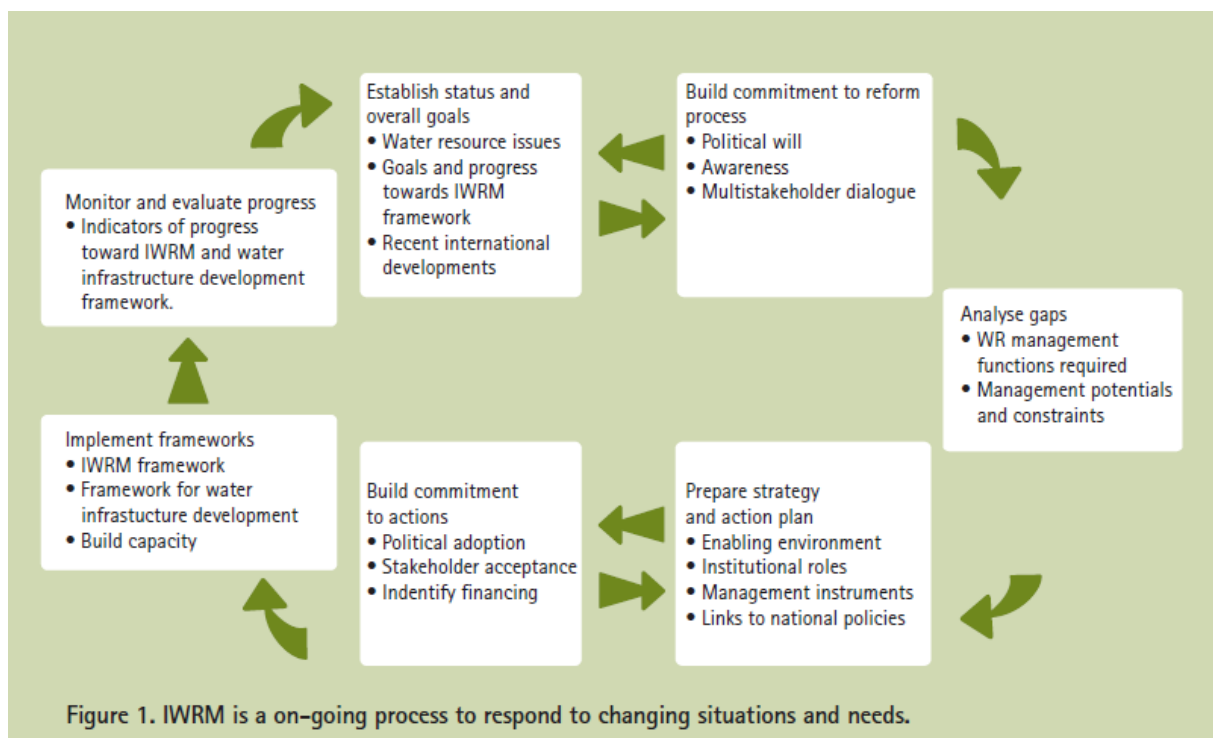 Establish status and
overall goals
• Water resource issues
• Goals and progress
towards IWRM
framework
• Recent international
developments
Build commitment to reform
process
• Political will
• Awareness
• Multistakeholder dialogue
Analyse gaps
• WR management
functions required
• Management potentials
and constraints
Prepare strategy
and action plan
• Enabling environment
• Institutional roles
• Management instruments
• Links to national policies
Build commitment
to actions
• Political adoption
• Stakeholder acceptance
• Indentify financing
Implement frameworks
• IWRM framework
• Framework for water
infrastucture development
• Build capacity
Monitor and evaluate progress
• Indicators of progress
toward IWRM and water
infrastructure development
framework.
Figure 1. IWRM is a on-going process to respond to changing situations and needs.